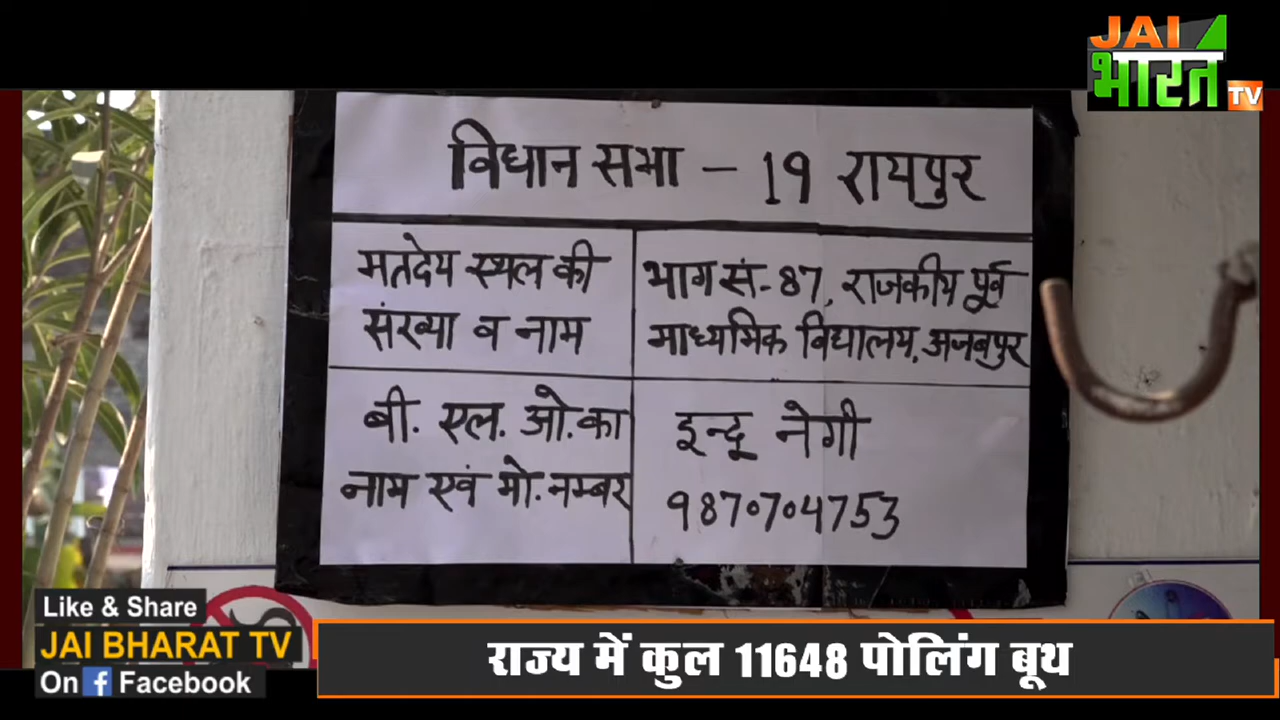 JAI
भारत
TV
विधान सभा - 19 रायपुर
मतदेय स्थल की
संख्या व नाम
भाग सं.- 87, राजकीय पूर्व
माध्यमिक विद्यालय, अजबपुर
बी. एल. ओ. का
नाम एवं मो. नम्बर
इन्दू नेगी
9870704753
Like & Share
JAI BHARAT TV
On f Facebook
राज्य में कुल 11648 पोलिंग बूथ